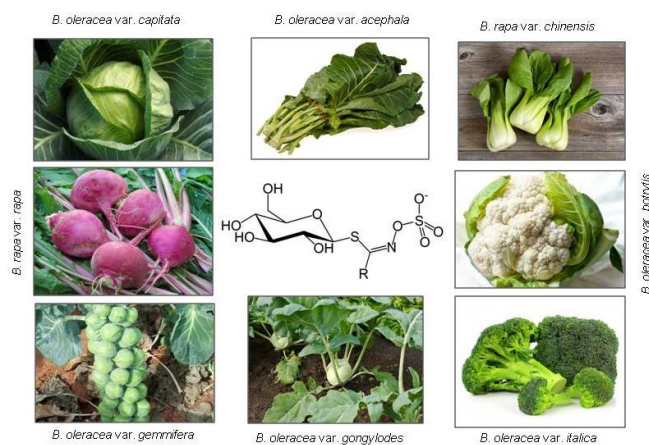 B. oleracea var. capitata
B. oleracea var. acephala
B. rapa var. chinensis
B. rapa var. rapa
B. oleracea var. botrytis
OH
HO
HO
O
OH
S
R
N
O
S
O⁻
O
O
B. oleracea var. gemmifera
B. oleracea var. gongylodes
B. oleracea var. italica